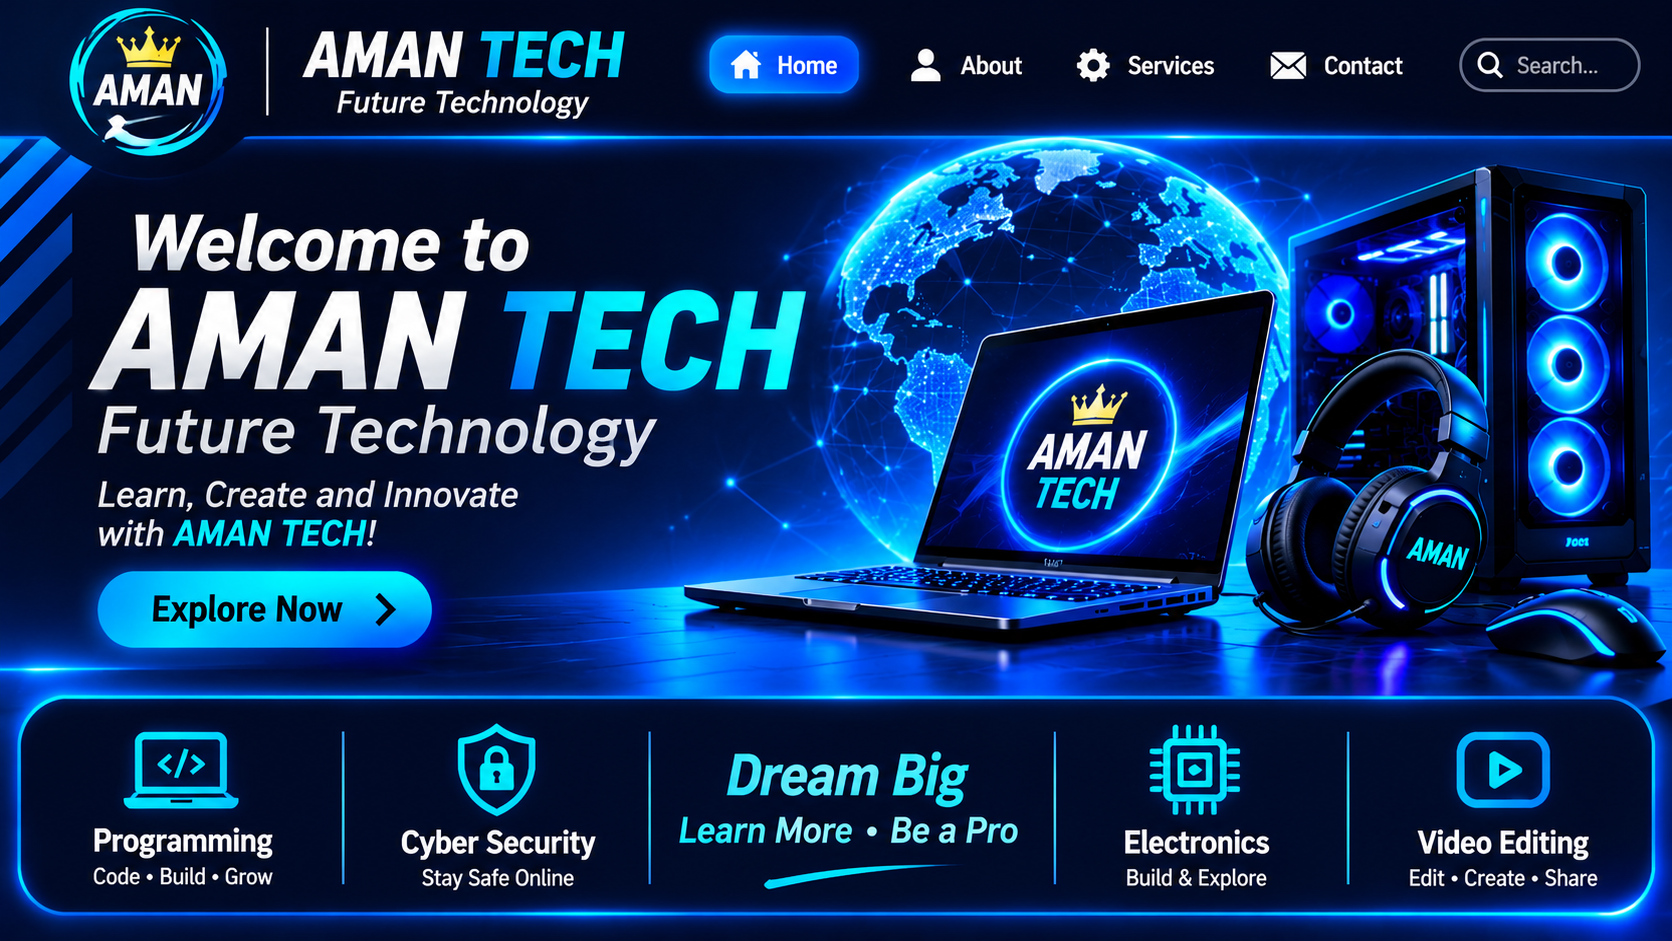 AMAN
AMAN TECH
Future Technology
Home
About
Services
Contact
Search...
Welcome to
AMAN TECH
Future Technology
Learn, Create and Innovate
with AMAN TECH!
Explore Now
AMAN
TECH
AMAN
Programming
Code • Build • Grow
Cyber Security
Stay Safe Online
Dream Big
Learn More • Be a Pro
Electronics
Build & Explore
Video Editing
Edit • Create • Share